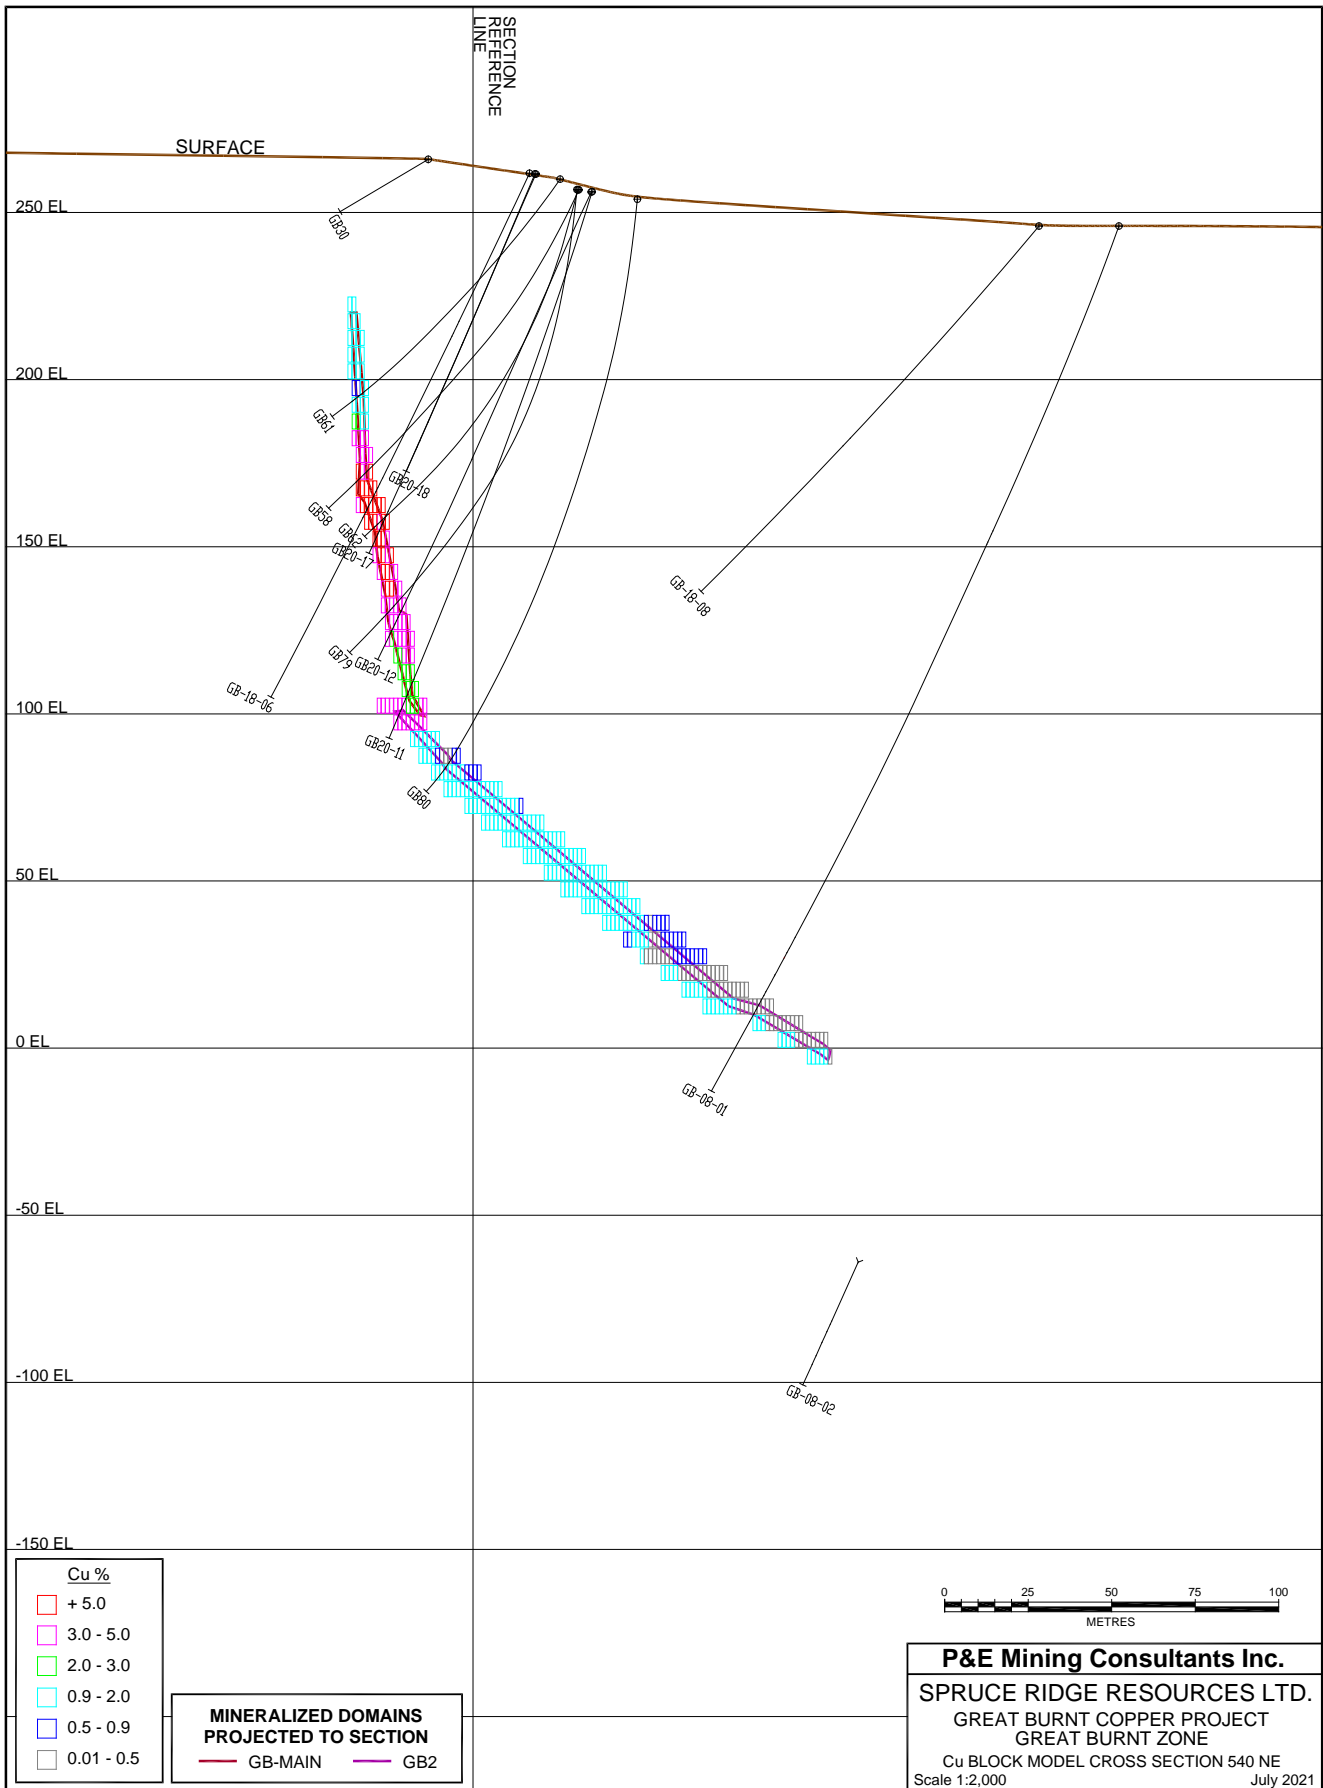 SECTION
REFERENCE
LINE
SURFACE
250 EL
GB30
200 EL
GB61
GB20-18
GB58
GB62
150 EL
GB20-17
GB-18-08
GB79
GB20-12
GB-18-06
100 EL
GB20-11
GB80
50 EL
0 EL
GB-08-01
-50 EL
-100 EL
GB-08-02
-150 EL
Cu %
+ 5.0
3.0 - 5.0
2.0 - 3.0
0.9 - 2.0
0.5 - 0.9
0.01 - 0.5
MINERALIZED DOMAINS
PROJECTED TO SECTION
GB-MAIN GB2
0 25 50 75 100
METRES
P&E Mining Consultants Inc.
SPRUCE RIDGE RESOURCES LTD.
GREAT BURNT COPPER PROJECT
GREAT BURNT ZONE
Cu BLOCK MODEL CROSS SECTION 540 NE
Scale 1:2,000 July 2021